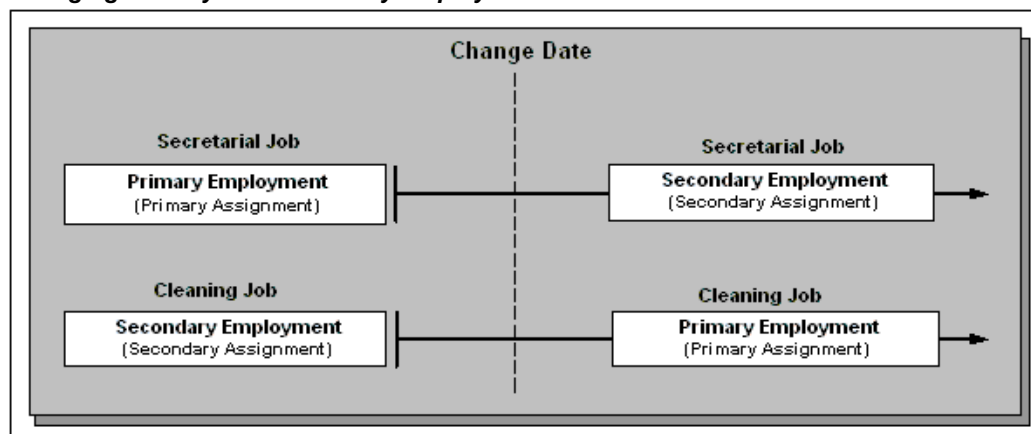 Change Date
Secretarial Job
Primary Employment
(Primary Assignment)
Secretarial Job
Secondary Employment
(Secondary Assignment)
Cleaning Job
Secondary Employment
(Secondary Assignment)
Cleaning Job
Primary Employment
(Primary Assignment)